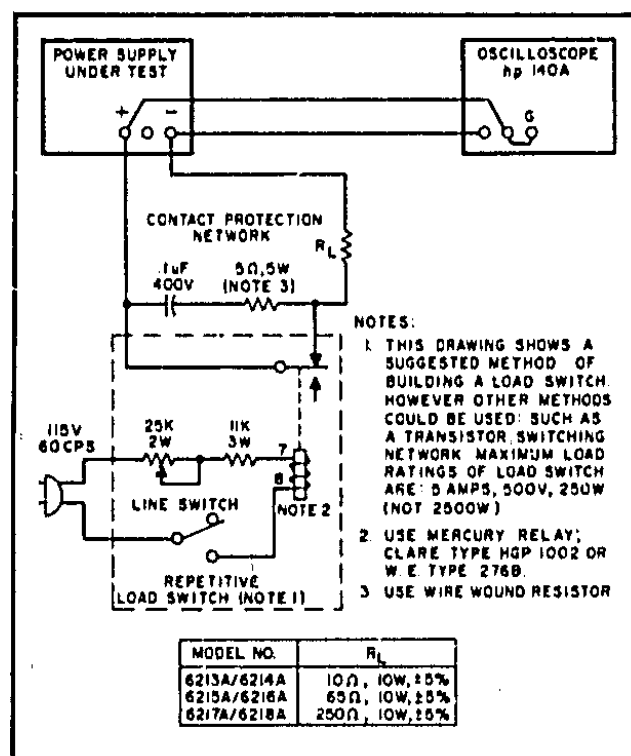 POWER SUPPLY
UNDER TEST
OSCILLOSCOPE
hp 140A
+
-
G
CONTACT PROTECTION
NETWORK
.1uF
400V
5Ω,5W
(NOTE 3)
RL
115V
60CPS
25K
2W
11K
3W
7
8
NOTE 2
LINE SWITCH
REPETITIVE
LOAD SWITCH (NOTE 1)
NOTES:
1. THIS DRAWING SHOWS A
SUGGESTED METHOD OF
BUILDING A LOAD SWITCH.
HOWEVER OTHER METHODS
COULD BE USED: SUCH AS
A TRANSISTOR SWITCHING
NETWORK MAXIMUM LOAD
RATINGS OF LOAD SWITCH
ARE: 5 AMPS, 500V, 250W
(NOT 2500W)
2. USE MERCURY RELAY;
CLARE TYPE HGP 1002 OR
W.E. TYPE 276B.
3 USE WIRE WOUND RESISTOR
MODEL NO. RL
6213A/6214A 10Ω, 10W, ±5%
6215A/6216A 65Ω, 10W, ±5%
6217A/6218A 250Ω, 10W, ±5%